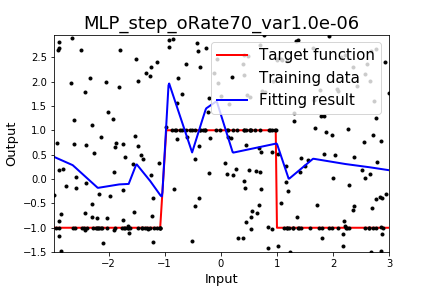 MLP_step_oRate70_var1.0e-06
Target function
Training data
Fitting result
Output
2.5
2.0
1.5
1.0
0.5
0.0
−0.5
−1.0
−1.5
−2
−1
0
1
2
3
Input